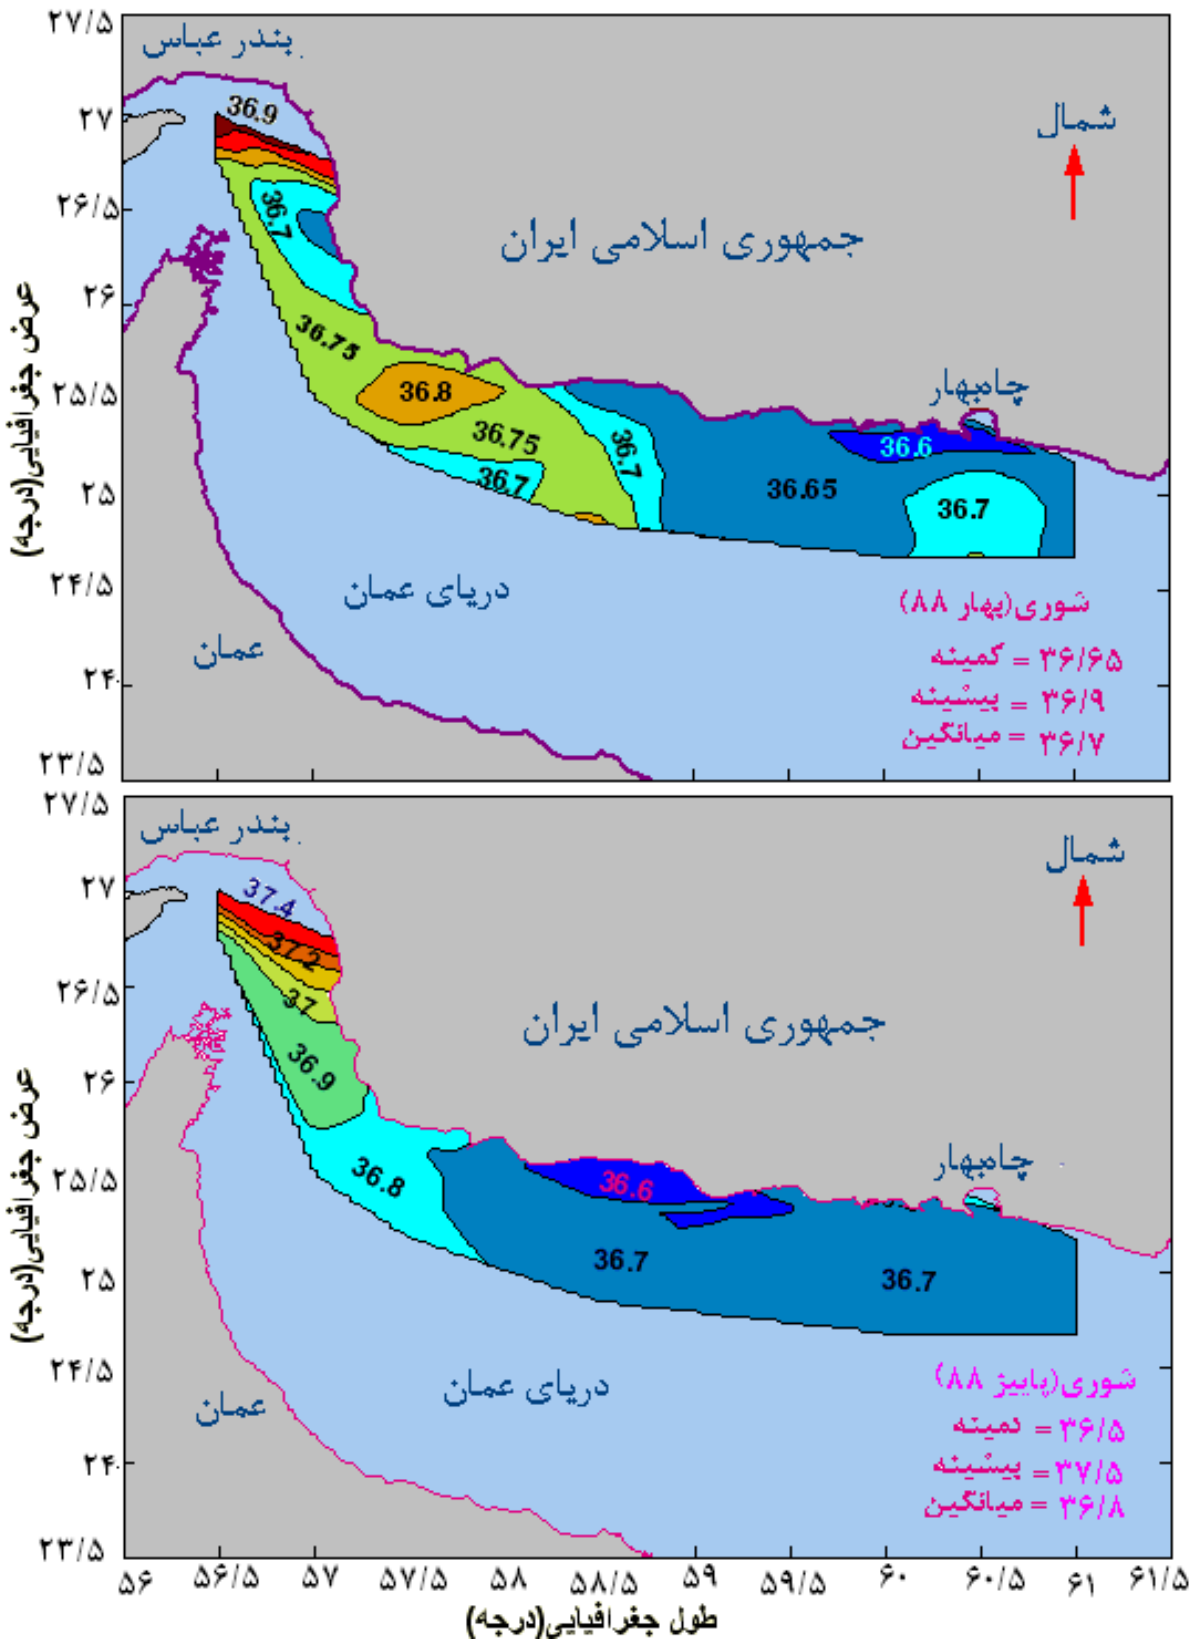 ۲۷/۵
بندر عباس
۲۷
36.9
شمال
۲۶/۵
36.7
جمهوری اسلامی ایران
۲۶
36.75
عرض جغرافیایی(درجه)
۲۵/۵
36.8
چاه‌بهار
36.75
36.7
36.6
36.7
36.65
36.7
۲۵
۲۴/۵
دریای عمان
شوری(بهار ۸۸)
عمان
کمینه = ۳۶/۶۵
۲۴
بیشینه = ۳۶/۹
میانگین = ۳۶/۷
۲۳/۵
۲۷/۵
بندر عباس
شمال
۲۷
37.4
37.2
۲۶/۵
37
جمهوری اسلامی ایران
36.9
۲۶
عرض جغرافیایی(درجه)
چاه‌بهار
۲۵/۵
36.8
36.6
36.7
36.7
۲۵
۲۴/۵
دریای عمان
شوری(پاییز ۸۸)
عمان
کمینه = ۳۶/۵
۲۴
بیشینه = ۳۷/۵
میانگین = ۳۶/۸
۲۳/۵
۵۶ ۵۶/۵ ۵۷ ۵۷/۵ ۵۸ ۵۸/۵ ۵۹ ۵۹/۵ ۶۰ ۶۰/۵ ۶۱ ۶۱/۵
طول جغرافیایی(درجه)